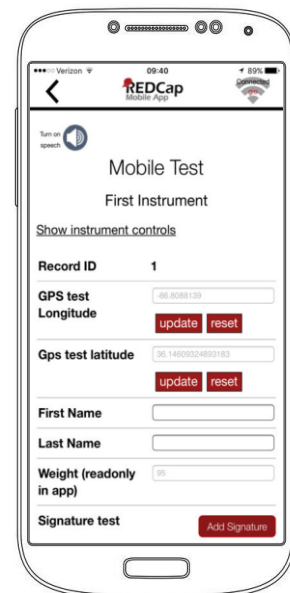 ●●●○○ Verizon 09:40 89%
REDCap
Mobile App
Connected
Turn on
speech
Mobile Test
First Instrument
Show instrument controls
Record ID 1
GPS test
Longitude
-86.8088139
update reset
Gps test latitude 36.14609324893183
update reset
First Name
Last Name
Weight (readonly
in app)
95
Signature test Add Signature